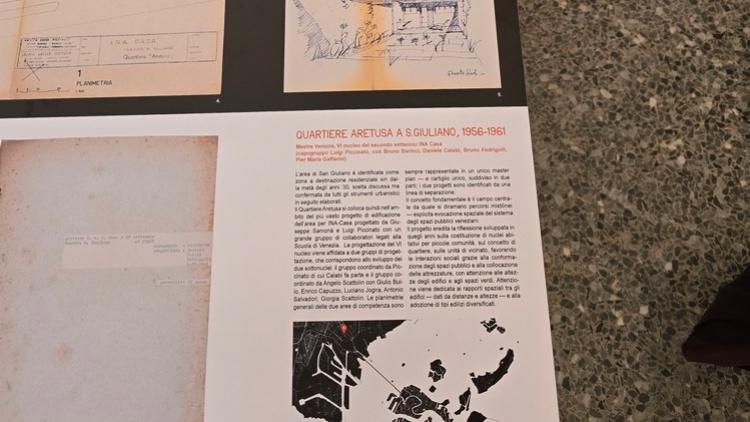 I N A C A S A
Quartiere "Aretusa"
1
PLANIMETRIA
4.
5.
QUARTIERE ARETUSA A S.GIULIANO, 1956-1961
Mestre Venezia, VI nucleo del secondo settennio INA Casa
(capogruppo Luigi Piccinato, con Bruno Barinci, Daniele Calabi, Bruno Fedrigolli,
Pier Maria Gaffarini)
L'area di San Giuliano è identificata come
zona a destinazione residenziale sin dal-
la metà degli anni '30, scelta discussa ma
confermata da tutti gli strumenti urbanistici
in seguito elaborati.
Il Quartiere Aretusa si colloca quindi nell'am-
bito del più vasto progetto di edificazione
dell'area per INA-Casa progettato da Giu-
seppe Samonà e Luigi Piccinato con un
grande gruppo di collaboratori legati alla
Scuola di Venezia. La progettazione del VI
nucleo viene affidata a due gruppi di proget-
tazione, che corrispondono allo sviluppo dei
due sottonuclei: il gruppo coordinato da Pic-
cinato di cui Calabi fa parte e il gruppo co-
ordinato da Angelo Scattolin con Giulio Bul-
lo, Enrico Capuzzo, Luciano Jogna, Antonio
Salvadori, Giorgia Scattolin. Le planimetrie
generali delle due area di competenza sono
sempre rappresentate in un unico master
plan — e cartiglio unico, suddiviso in due
parti; i due progetti sono identificati da una
linea di separazione.
Il concetto fondamentale è il campo centra-
le da quale si diramano percorsi mistilinei
— esplicita evocazione spaziale del sistema
degli spazi pubblici veneziani.
Il progetto eredita la riflessione sviluppata in
quegli anni sulla costituzione di nuclei abi-
tativi per piccole comunità, sul concetto di
quartiere, sulle unità di vicinato, favorendo
le interazioni sociali grazie alla conforma-
zione degli spazi pubblici e alla collocazione
delle attrezzature, con attenzione alle altez-
ze degli edifici e agli spazi verdi. Attenzio-
ne viene dedicata ai rapporti spaziali tra gli
edifici — dati da distanze e altezze — e alla
adozione di tipi edilizi diversificati.